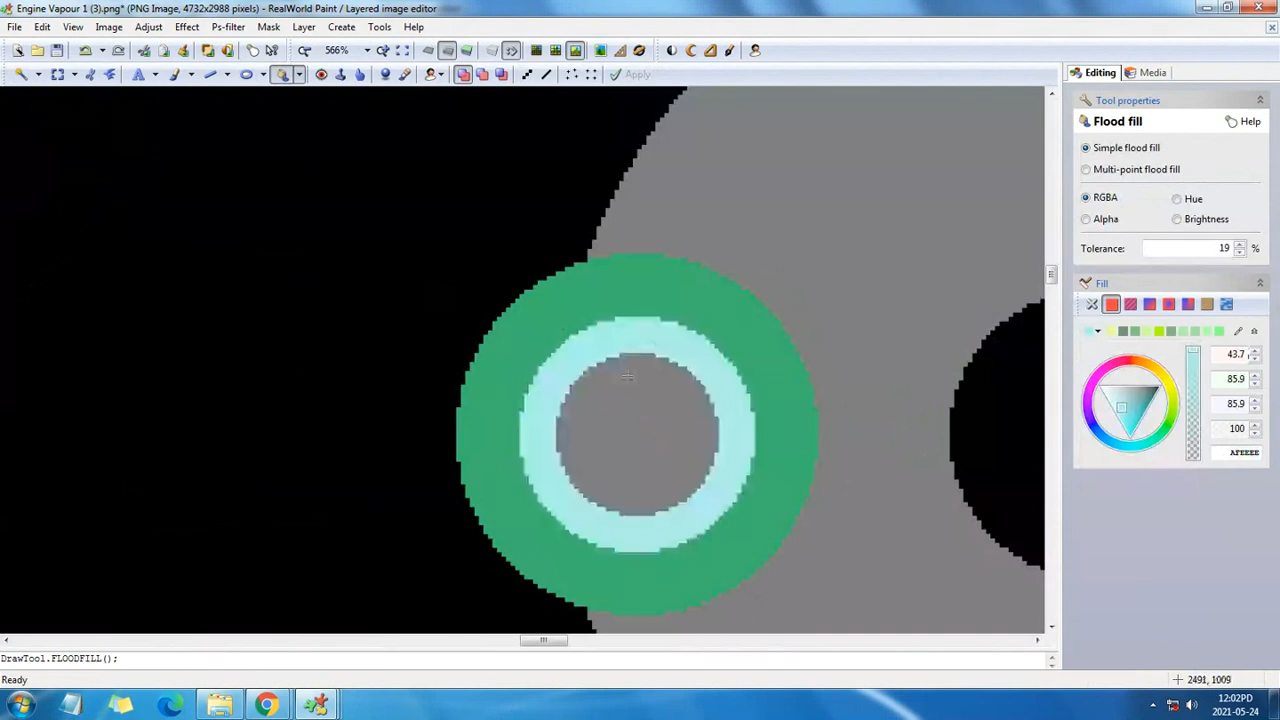 Engine Vapour 1 (3).png* (PNG Image, 4732x2988 pixels) - RealWorld Paint / Layered image editor
File Edit View Image Adjust Effect Ps-filter Mask Layer Create Tools Help
566%
Apply
Editing Media
Tool properties
Flood fill Help
Simple flood fill
Multi-point flood fill
RGBA Hue
Alpha Brightness
Tolerance: 19 %
Fill
43.7
85.9
85.9
100
AFEEEE
DrawTool.FLOODFILL();
Ready 2491, 1009
12:02PD
2021-05-24